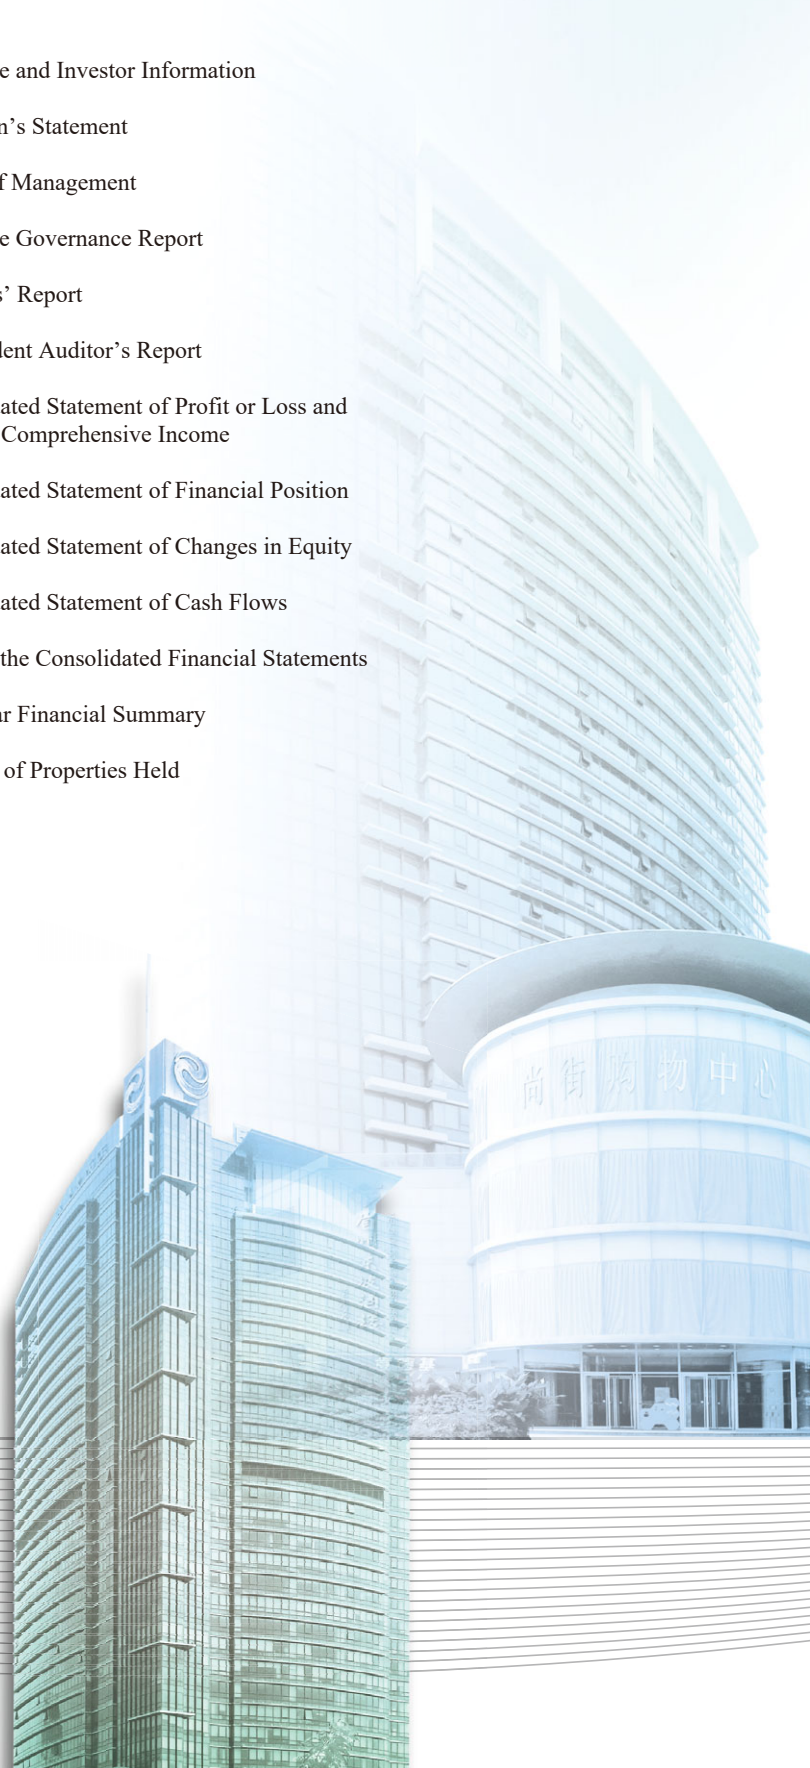 e and Investor Information
n’s Statement
f Management
e Governance Report
s’ Report
lent Auditor’s Report
ated Statement of Profit or Loss and
Comprehensive Income
ated Statement of Financial Position
ated Statement of Changes in Equity
ated Statement of Cash Flows
the Consolidated Financial Statements
ar Financial Summary
of Properties Held
尚街购物中心